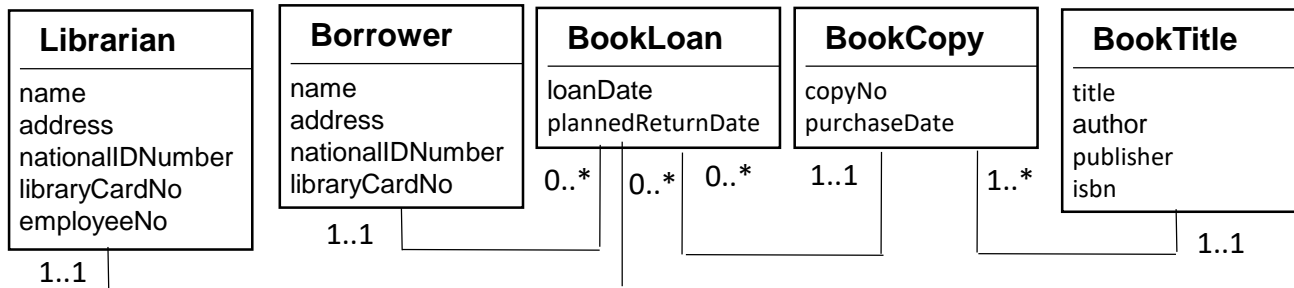 Librarian
name
address
nationalIDNumber
libraryCardNo
employeeNo
1..1
Borrower
name
address
nationalIDNumber
libraryCardNo
1..1
BookLoan
loanDate
plannedReturnDate
0..*
0..*
0..*
BookCopy
copyNo
purchaseDate
1..1
1..*
BookTitle
title
author
publisher
isbn
1..1